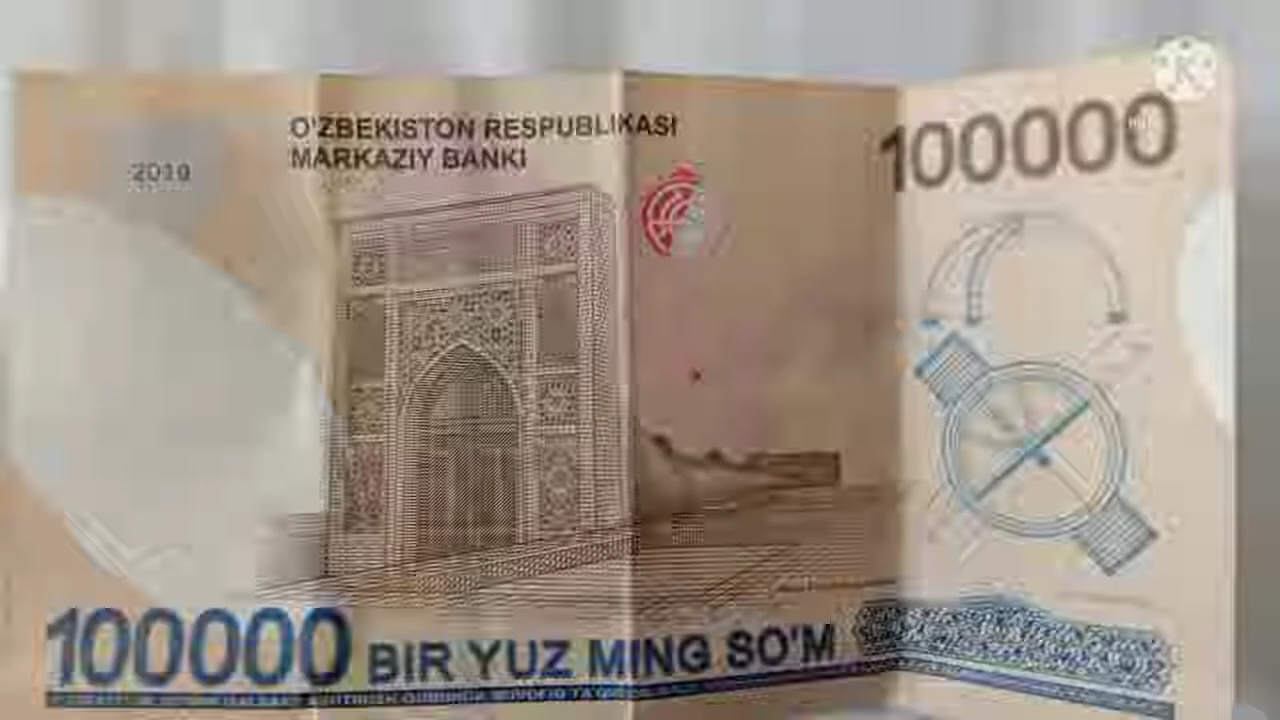 O'ZBEKISTON RESPUBLIKASI
MARKAZIY BANKI
2019
100000
100000 BIR YUZ MING SO'M